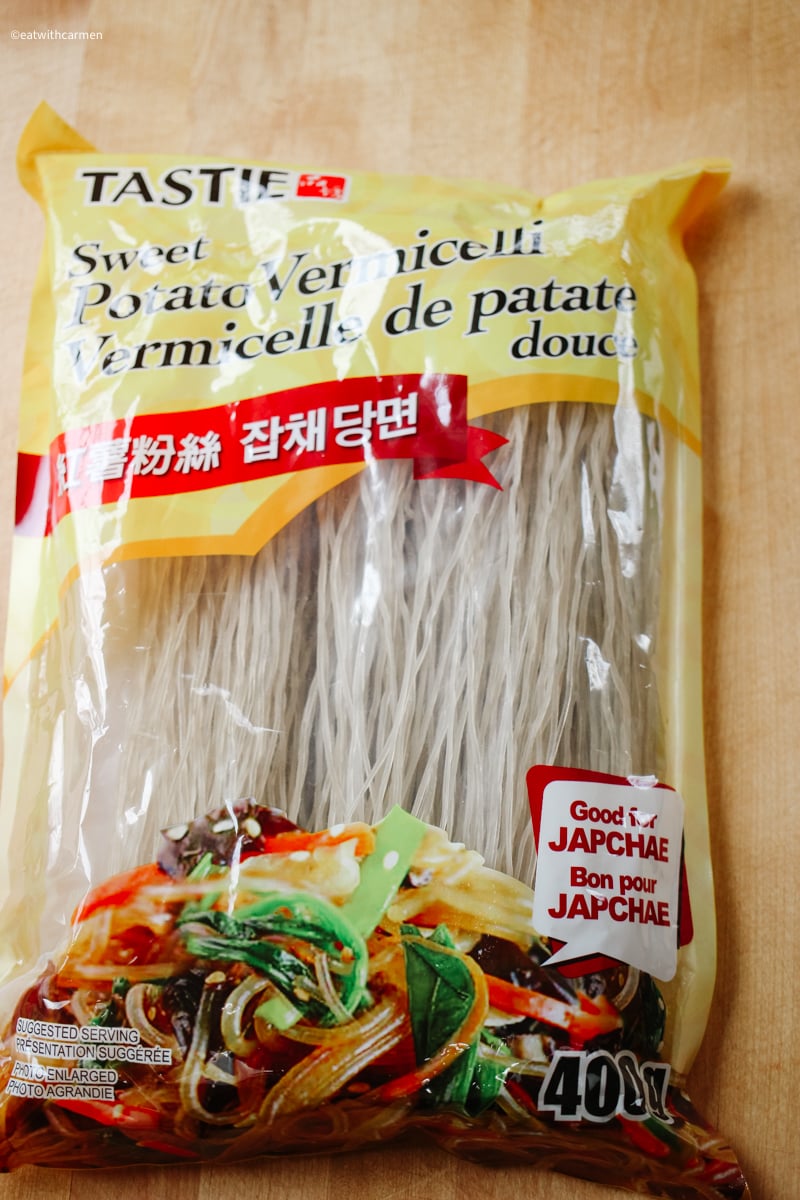 ©eatwithcarmen
TASTIE
Sweet
Potato Vermicelli
Vermicelle de patate
douce
紅薯粉絲 잡채당면
Good for
JAPCHAE
Bon pour
JAPCHAE
SUGGESTED SERVING
PRÉSENTATION SUGGÉRÉE
PHOTO ENLARGED
PHOTO AGRANDIE
400g